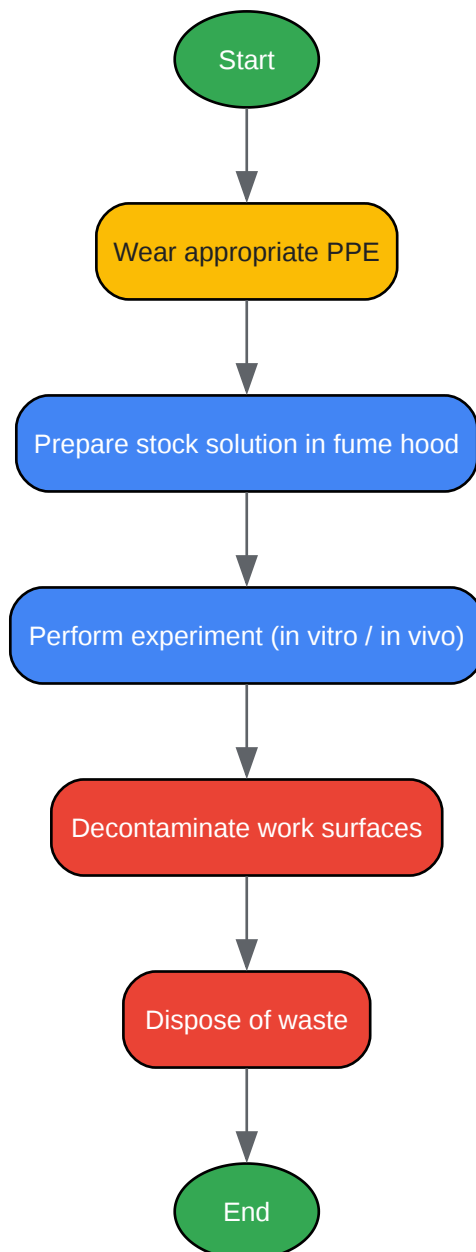 Start
Wear appropriate PPE
Prepare stock solution in fume hood
Perform experiment (in vitro / in vivo)
Decontaminate work surfaces
Dispose of waste
End